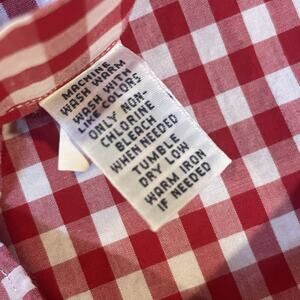 MACHINE
WASH WARM
WASH WITH
LIKE COLORS
ONLY NON-
CHLORINE
BLEACH
WHEN NEEDED
TUMBLE
DRY LOW
WARM IRON
IF NEEDED